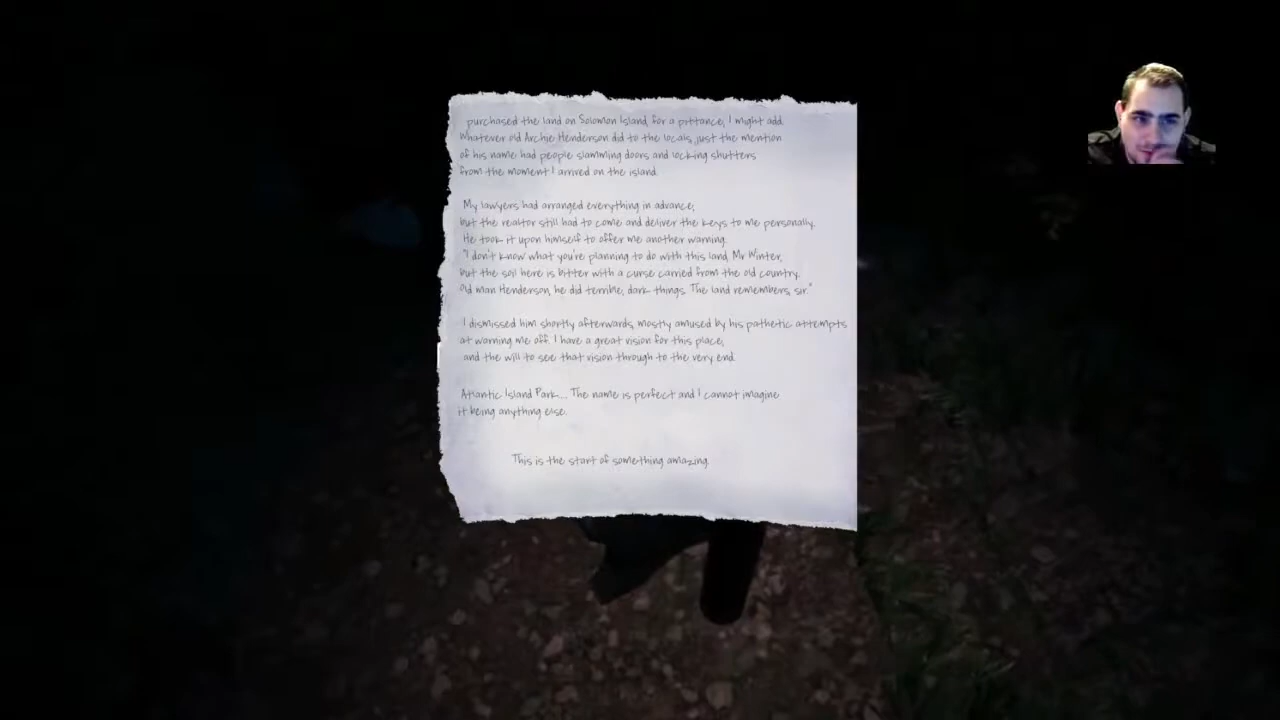 purchased the land on Solomon Island, for a pittance, I might add.
Whatever old Archie Henderson did to the locals, just the mention
of his name had people slamming doors and locking shutters
from the moment I arrived on the island.
My lawyers had arranged everything in advance,
but the realtor still had to come and deliver the keys to me personally.
He took it upon himself to offer me another warning.
"I don't know what you're planning to do with this land, Mr Winter,
but the soil here is bitter with a curse carried from the old country.
Old man Henderson, he did terrible, dark things. The land remembers, sir."
I dismissed him shortly afterwards, mostly amused by his pathetic attempts
at warning me off. I have a great vision for this place,
and the will to see that vision through to the very end.
Atlantic Island Park... The name is perfect and I cannot imagine
it being anything else.
This is the start of something amazing.